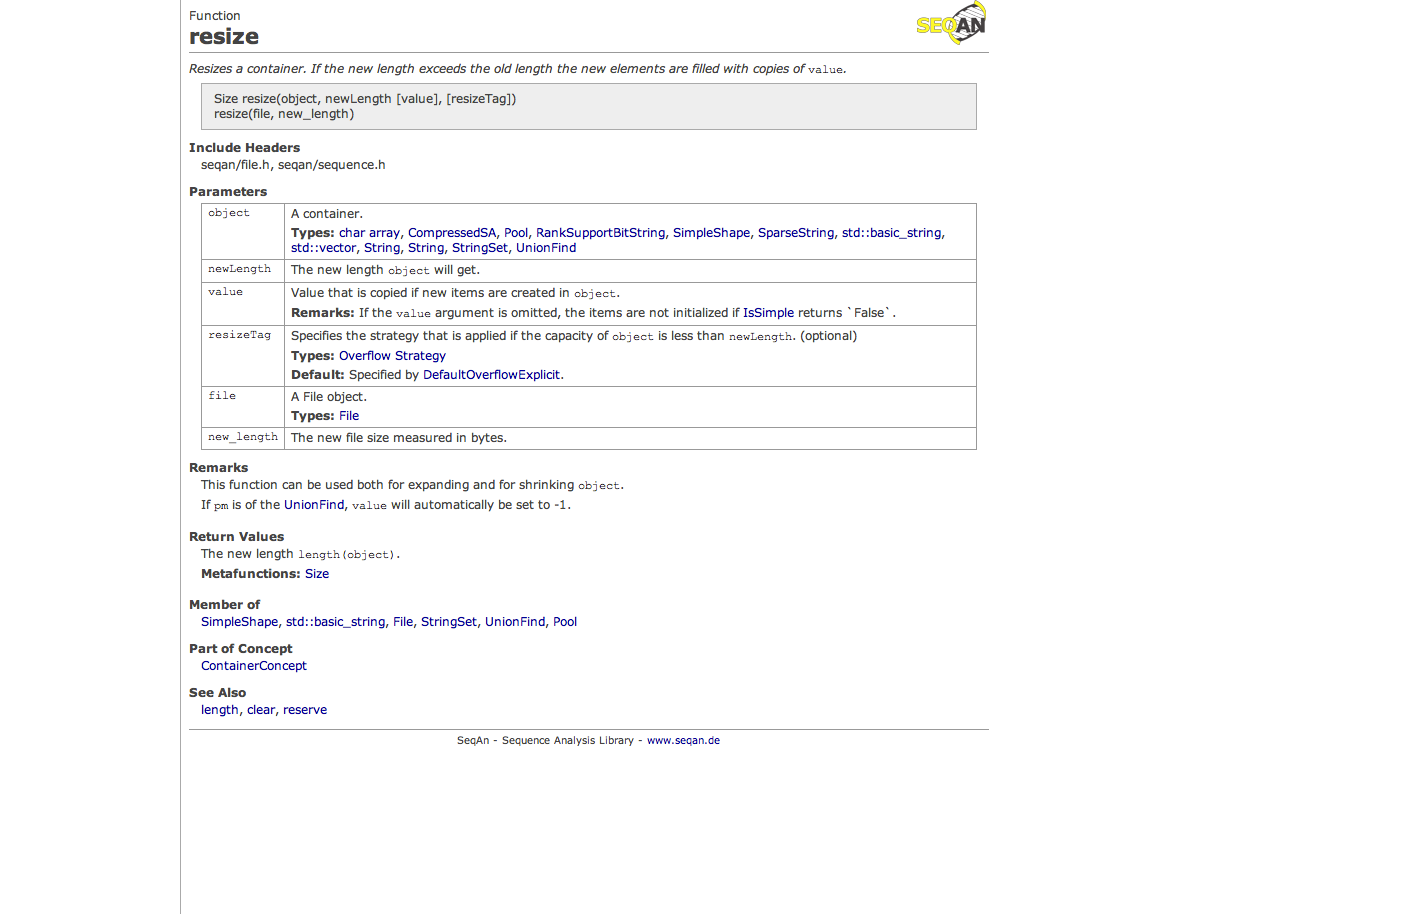 Function
resize
SEQAN
Resizes a container. If the new length exceeds the old length the new elements are filled with copies of value.
Size resize(object, newLength [value], [resizeTag])
resize(file, new_length)
Include Headers
seqan/file.h, seqan/sequence.h
Parameters
object
A container.
Types: char array, CompressedSA, Pool, RankSupportBitString, SimpleShape, SparseString, std::basic_string,
std::vector, String, String, StringSet, UnionFind
newLength
The new length object will get.
value
Value that is copied if new items are created in object.
Remarks: If the value argument is omitted, the items are not initialized if IsSimple returns `False`.
resizeTag
Specifies the strategy that is applied if the capacity of object is less than newLength. (optional)
Types: Overflow Strategy
Default: Specified by DefaultOverflowExplicit.
file
A File object.
Types: File
new_length
The new file size measured in bytes.
Remarks
This function can be used both for expanding and for shrinking object.
If pm is of the UnionFind, value will automatically be set to -1.
Return Values
The new length length(object).
Metafunctions: Size
Member of
SimpleShape, std::basic_string, File, StringSet, UnionFind, Pool
Part of Concept
ContainerConcept
See Also
length, clear, reserve
SeqAn - Sequence Analysis Library - www.seqan.de